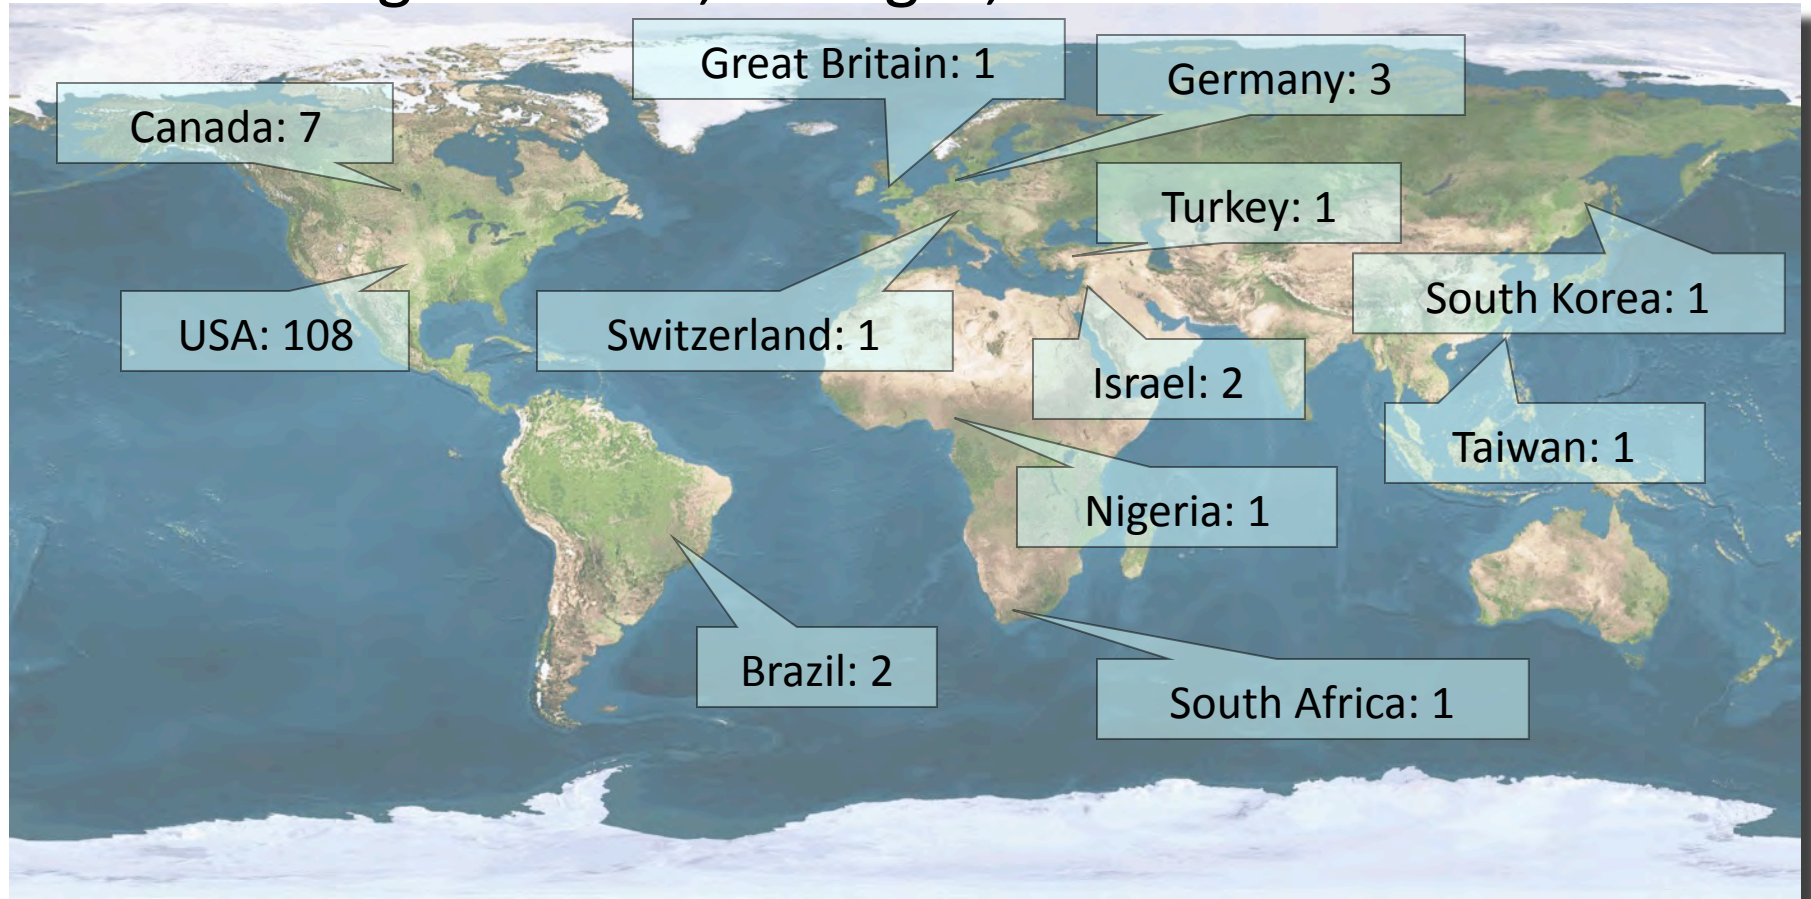 Great Britain: 1
Germany: 3
Canada: 7
Turkey: 1
South Korea: 1
USA: 108
Switzerland: 1
Israel: 2
Taiwan: 1
Nigeria: 1
Brazil: 2
South Africa: 1